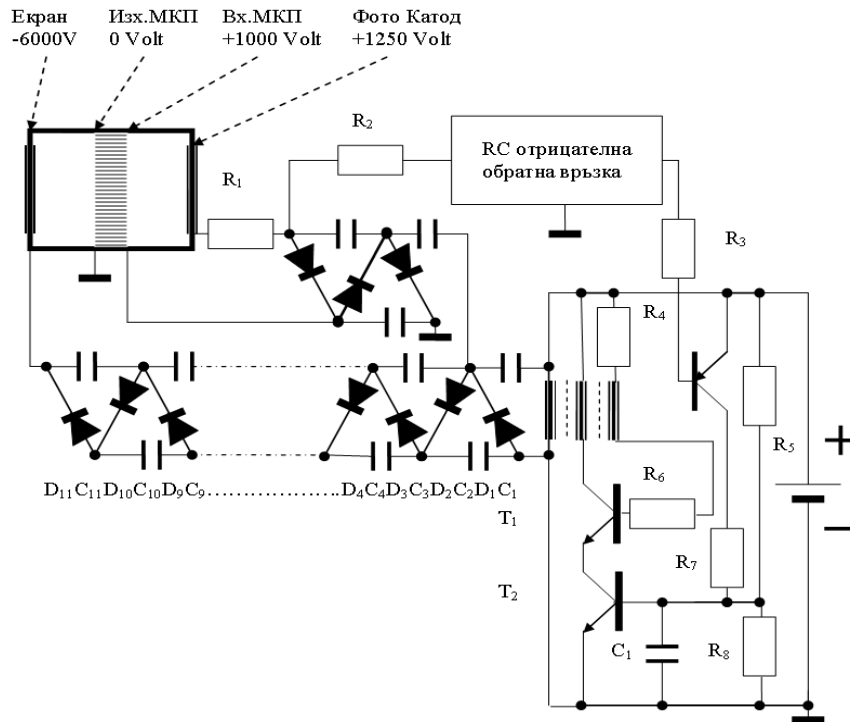 Екран
-6000V
Изх.МКП
0 Volt
Вх.МКП
+1000 Volt
Фото Катод
+1250 Volt
R2
RC отрицателна
обратна връзка
R1
R3
R4
R5
+
R6
D11C11D10C10D9C9……………………D4C4D3C3D2C2D1C1
T1
−
R7
T2
C1
R8